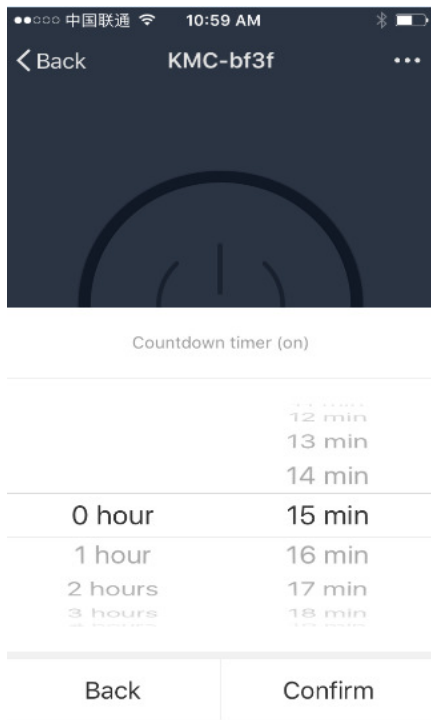 中国联通 10:59 AM
Back KMC-bf3f
Countdown timer (on)
12 min
13 min
14 min
0 hour 15 min
1 hour 16 min
2 hours 17 min
3 hours 18 min
Back Confirm